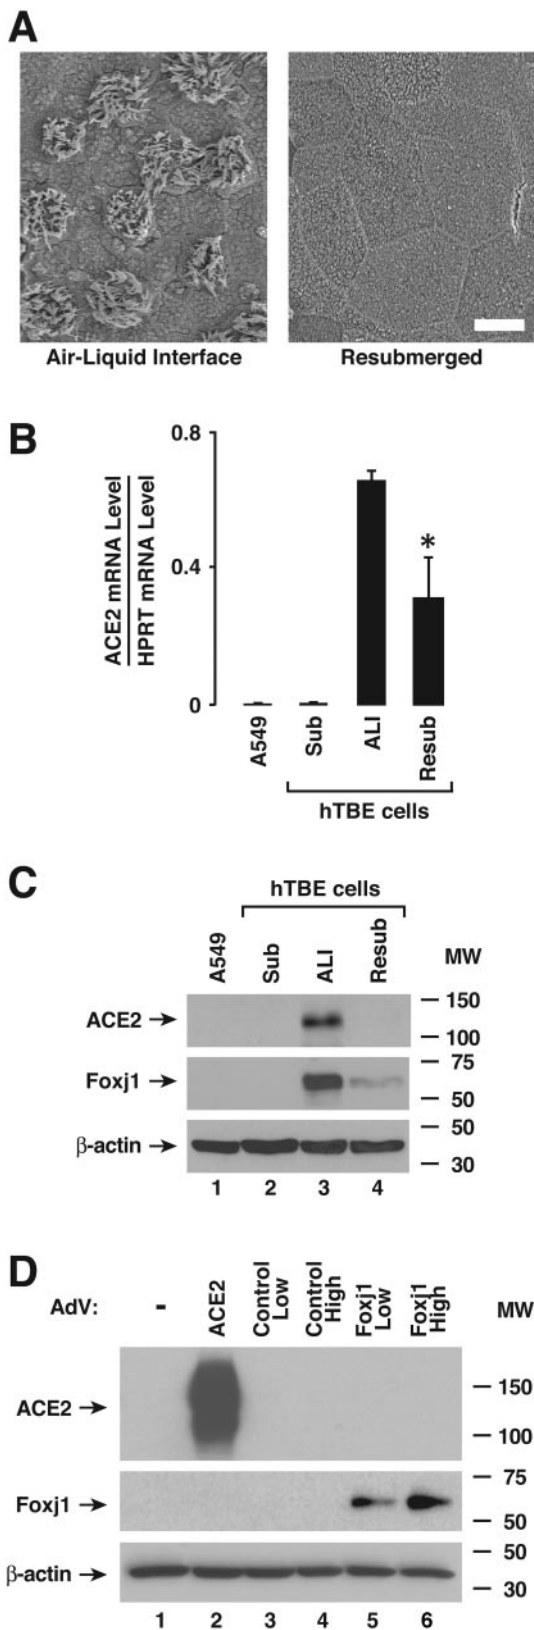 A
Air-Liquid Interface
Resubmerged
B
ACE2 mRNA Level
HPRT mRNA Level
0.8
0.4
0
*
A549
Sub
ALI
Resub
hTBE cells
C
hTBE cells
A549
Sub
ALI
Resub
MW
ACE2
150
100
Foxj1
75
50
β-actin
50
30
1 2 3 4
D
AdV:
-
ACE2
Control Low
Control High
Foxj1 Low
Foxj1 High
MW
ACE2
150
100
Foxj1
75
50
β-actin
50
30
1 2 3 4 5 6